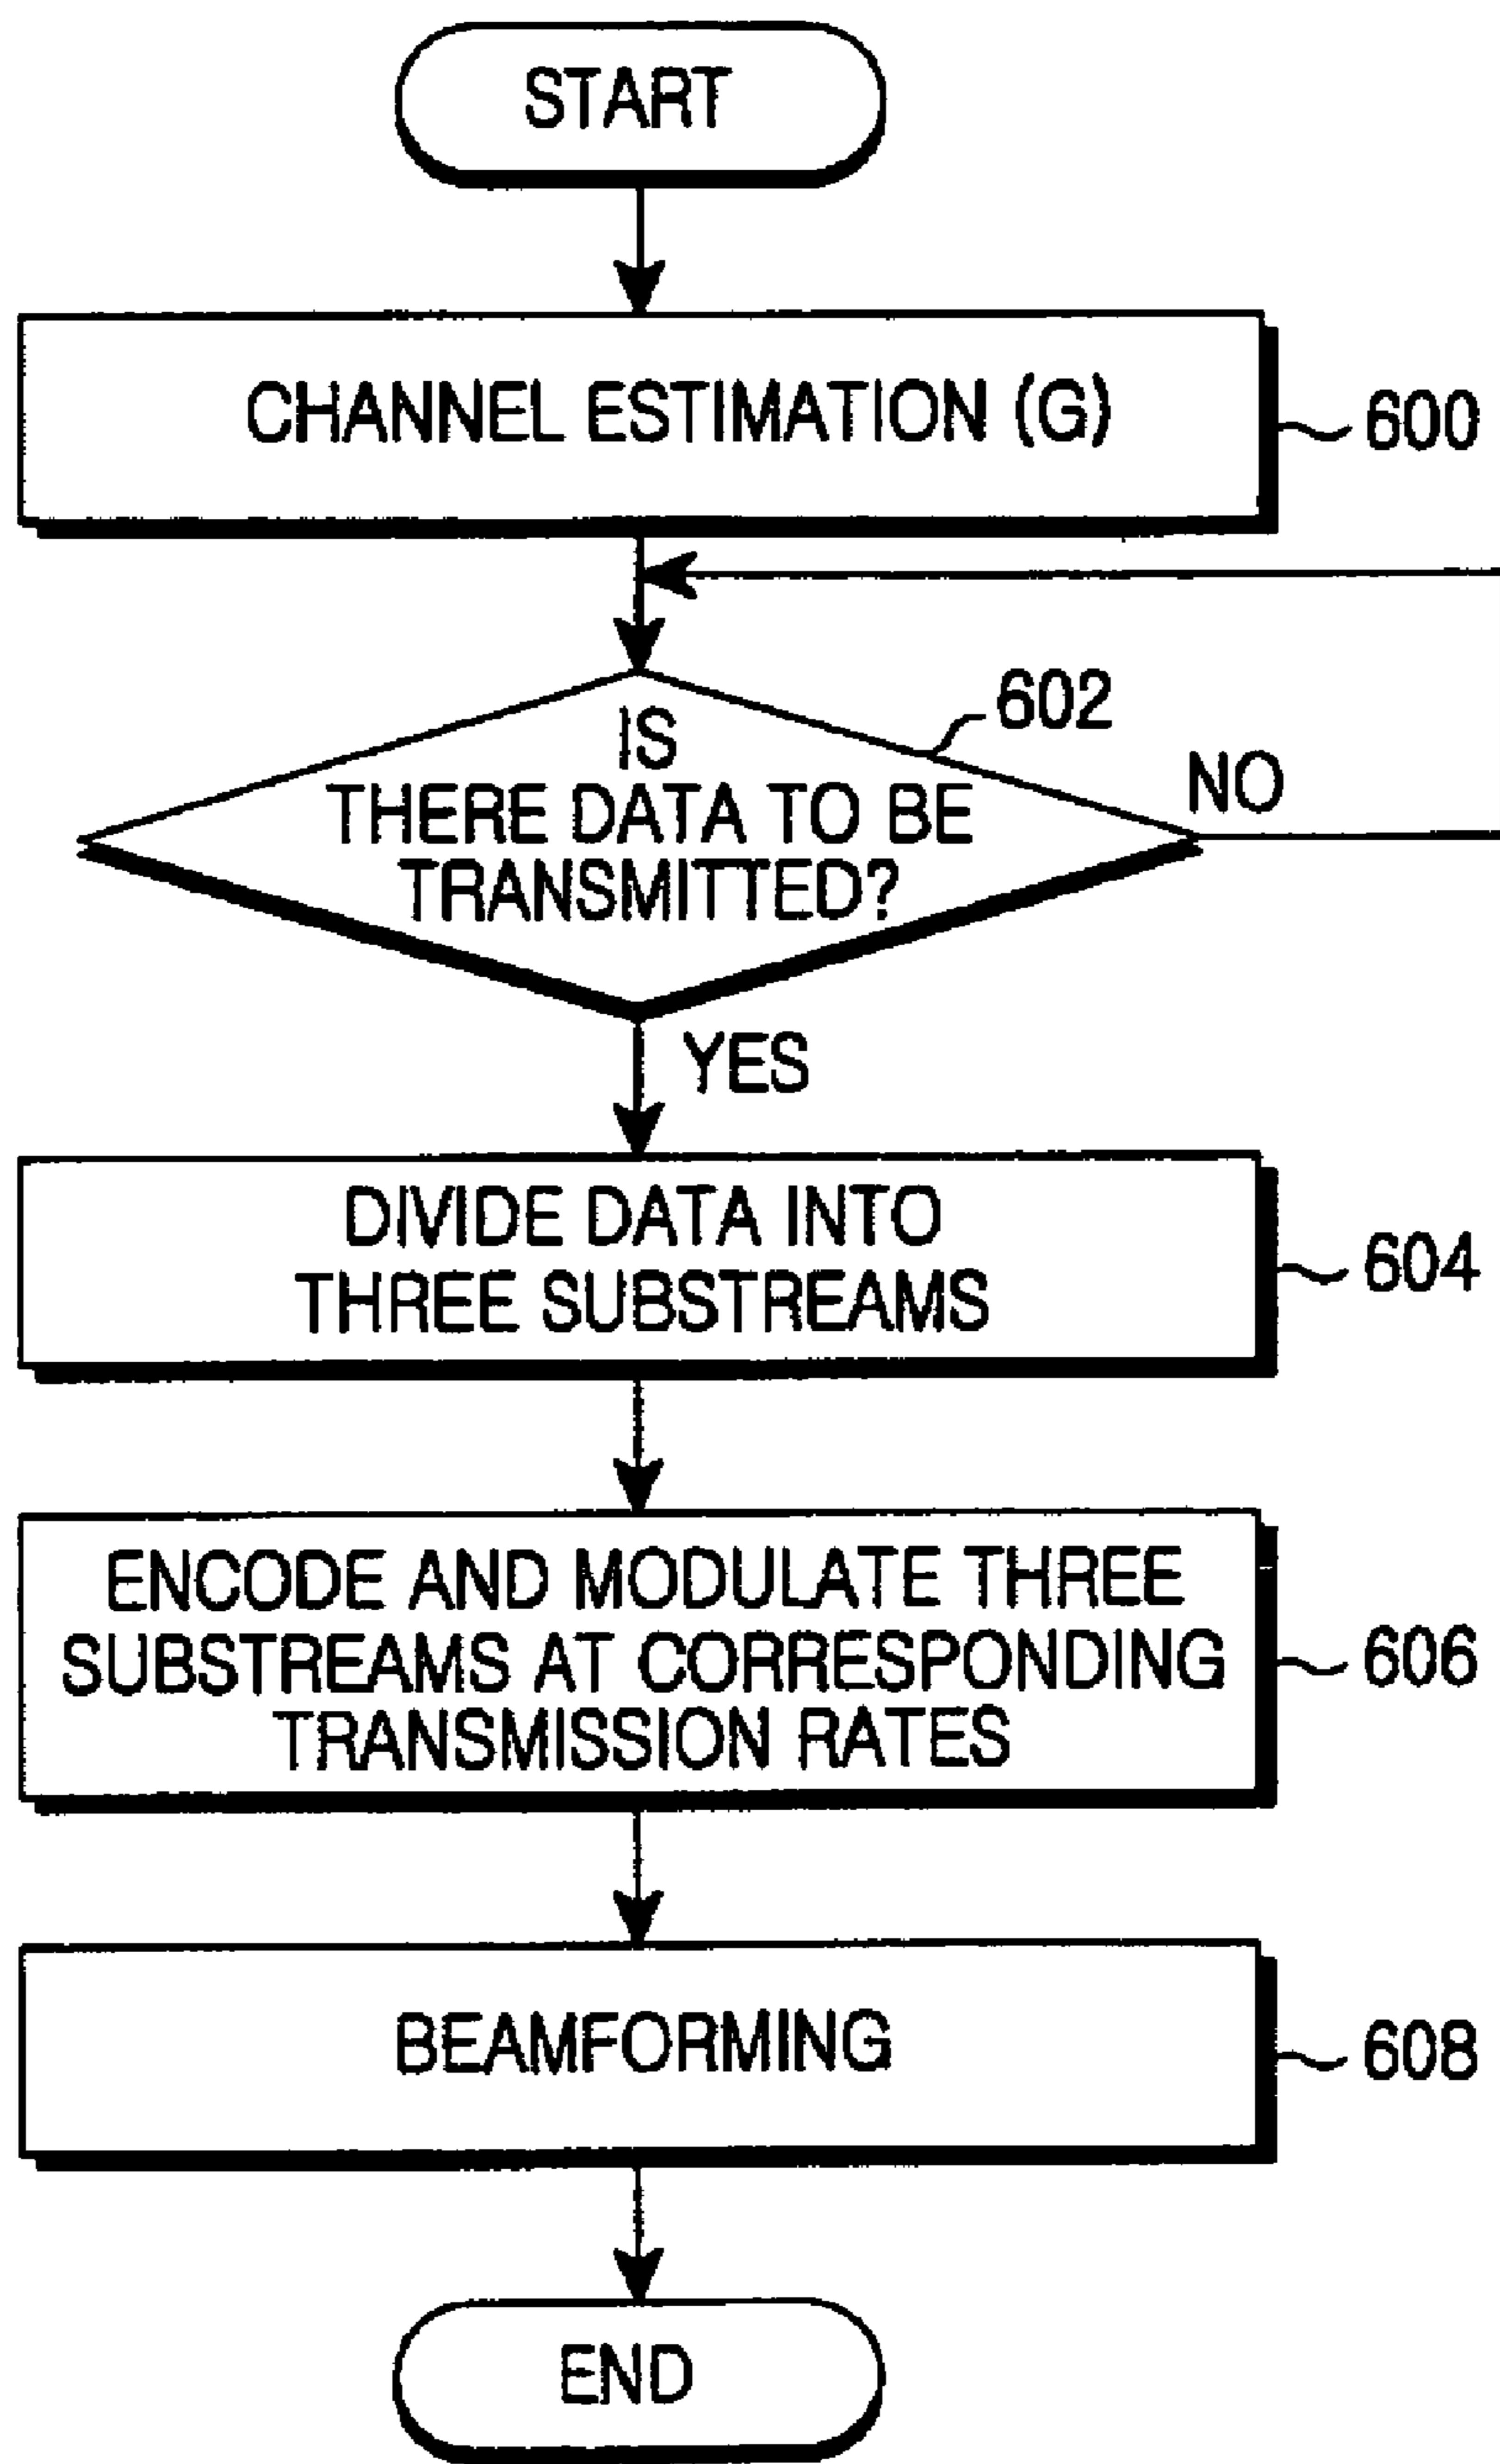 START
CHANNEL ESTIMATION (G)
600
602
IS
THERE DATA TO BE
TRANSMITTED?
NO
YES
DIVIDE DATA INTO
THREE SUBSTREAMS
604
ENCODE AND MODULATE THREE
SUBSTREAMS AT CORRESPONDING
TRANSMISSION RATES
606
BEAMFORMING
608
END